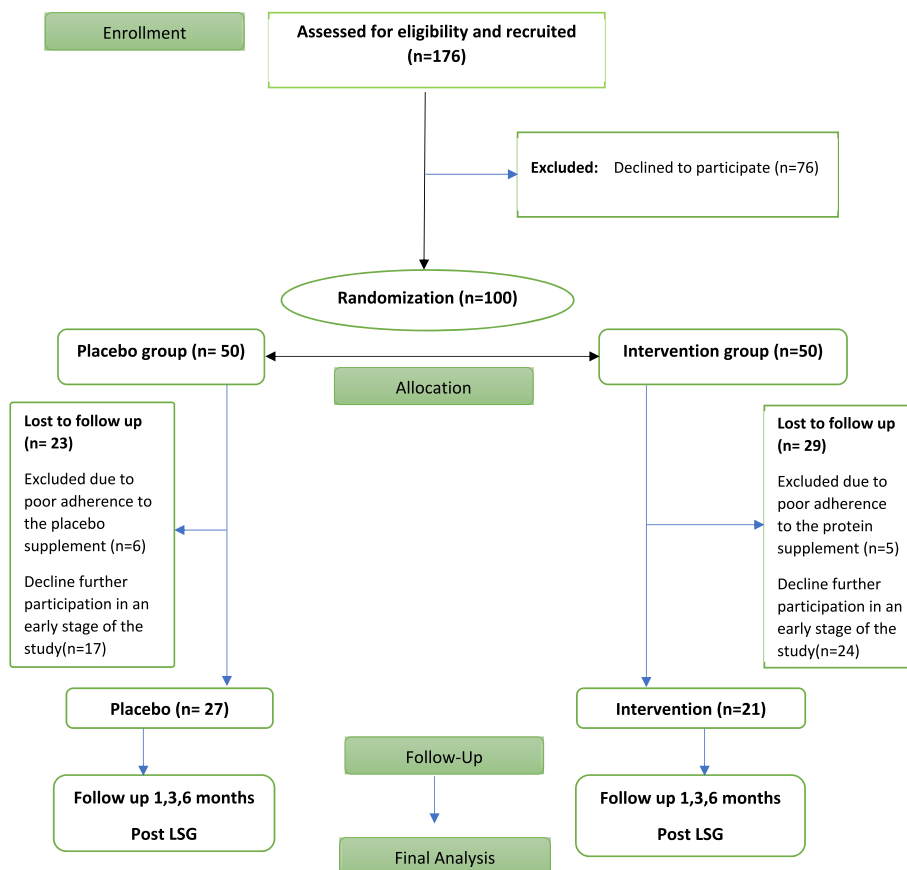 Enrollment
Assessed for eligibility and recruited
(n=176)
Excluded: Declined to participate (n=76)
Randomization (n=100)
Placebo group (n= 50)
Intervention group (n=50)
Allocation
Lost to follow up
(n= 23)
Excluded due to
poor adherence to
the placebo
supplement (n=6)
Decline further
participation in an
early stage of the
study(n=17)
Lost to follow up
(n= 29)
Excluded due to
poor adherence
to the protein
supplement (n=5)
Decline further
participation in an
early stage of the
study(n=24)
Placebo (n= 27)
Intervention (n=21)
Follow-Up
Follow up 1,3,6 months
Post LSG
Follow up 1,3,6 months
Post LSG
Final Analysis